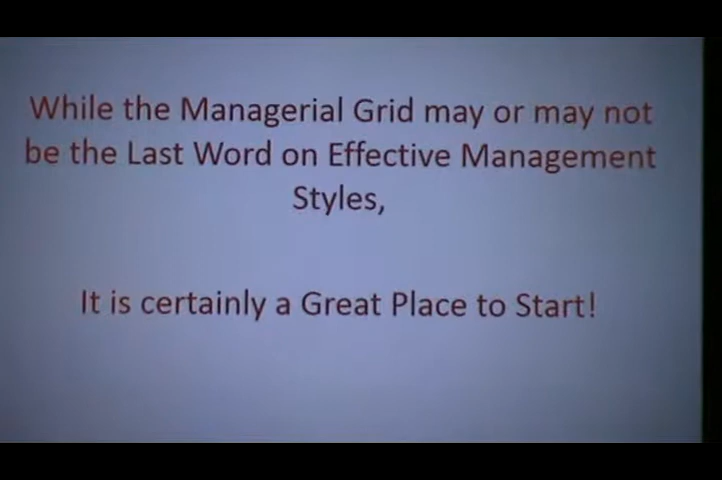 While the Managerial Grid may or may not
be the Last Word on Effective Management
Styles,
It is certainly a Great Place to Start!